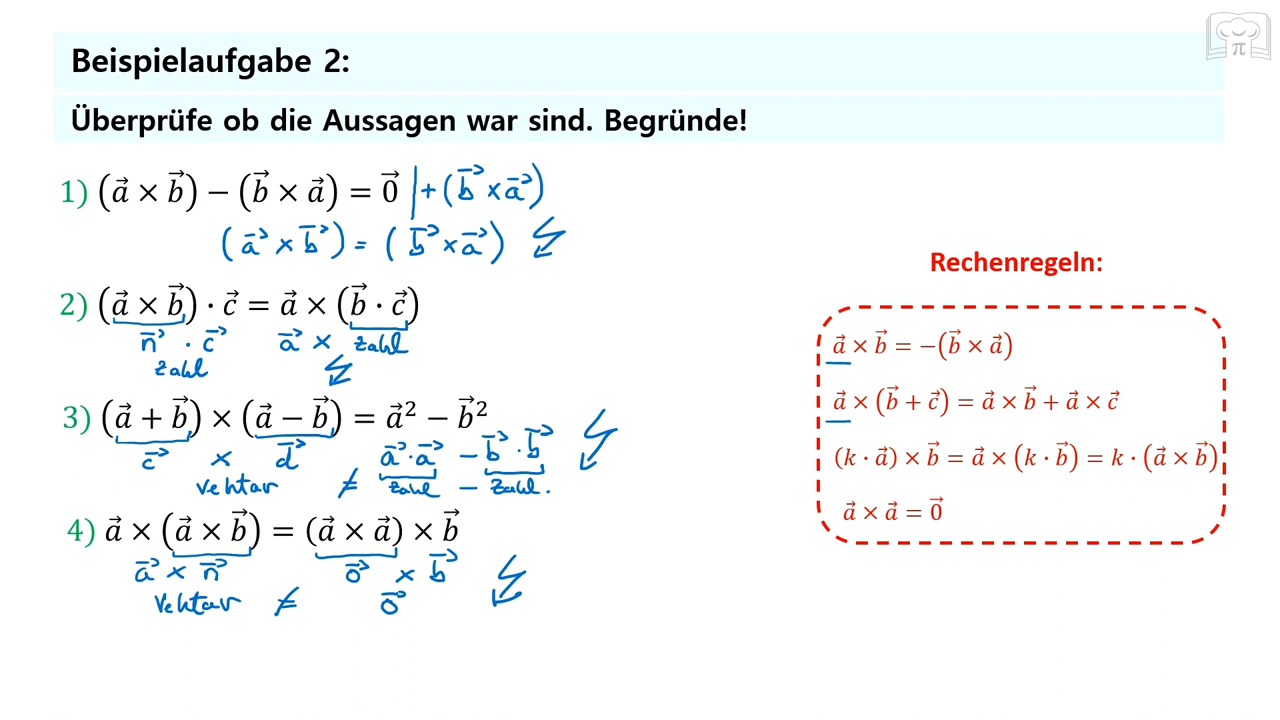 Beispielaufgabe 2:
Überprüfe ob die Aussagen war sind. Begründe!
1) (a⃗ × b⃗) − (b⃗ × a⃗) = 0⃗ | + (b⃗ × a⃗)
(a⃗ × b⃗) = (b⃗ × a⃗)
2) (a⃗ × b⃗) · c⃗ = a⃗ × (b⃗ · c⃗)
n⃗ · c⃗ a⃗ × Zahl
Zahl
3) (a⃗ + b⃗) × (a⃗ − b⃗) = a⃗² − b⃗²
c⃗ × d⃗ a⃗ · a⃗ − b⃗ · b⃗
Vektor ≠ Zahl − Zahl.
4) a⃗ × (a⃗ × b⃗) = (a⃗ × a⃗) × b⃗
a⃗ × n⃗ 0⃗ × b⃗
Vektor ≠ 0⃗
Rechenregeln:
a⃗ × b⃗ = −(b⃗ × a⃗)
a⃗ × (b⃗ + c⃗) = a⃗ × b⃗ + a⃗ × c⃗
(k · a⃗) × b⃗ = a⃗ × (k · b⃗) = k · (a⃗ × b⃗)
a⃗ × a⃗ = 0⃗
π